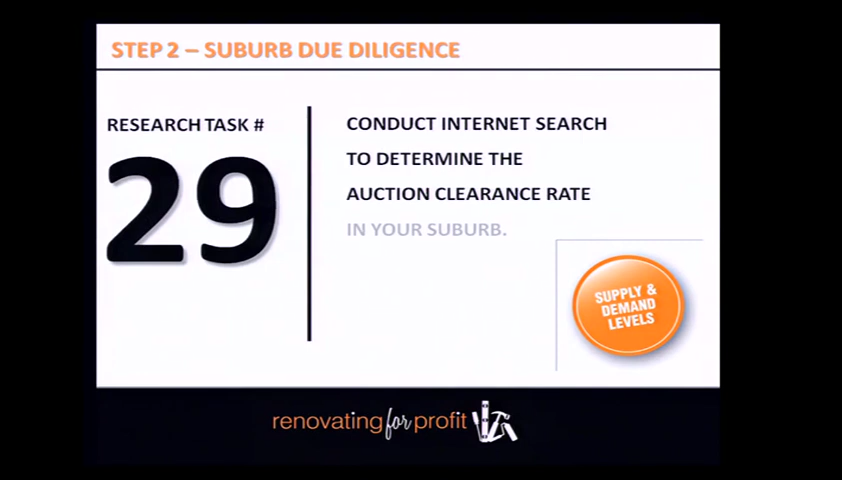 STEP 2 – SUBURB DUE DILIGENCE
RESEARCH TASK #
29
CONDUCT INTERNET SEARCH
TO DETERMINE THE
AUCTION CLEARANCE RATE
IN YOUR SUBURB.
SUPPLY &
DEMAND
LEVELS
renovating for profit